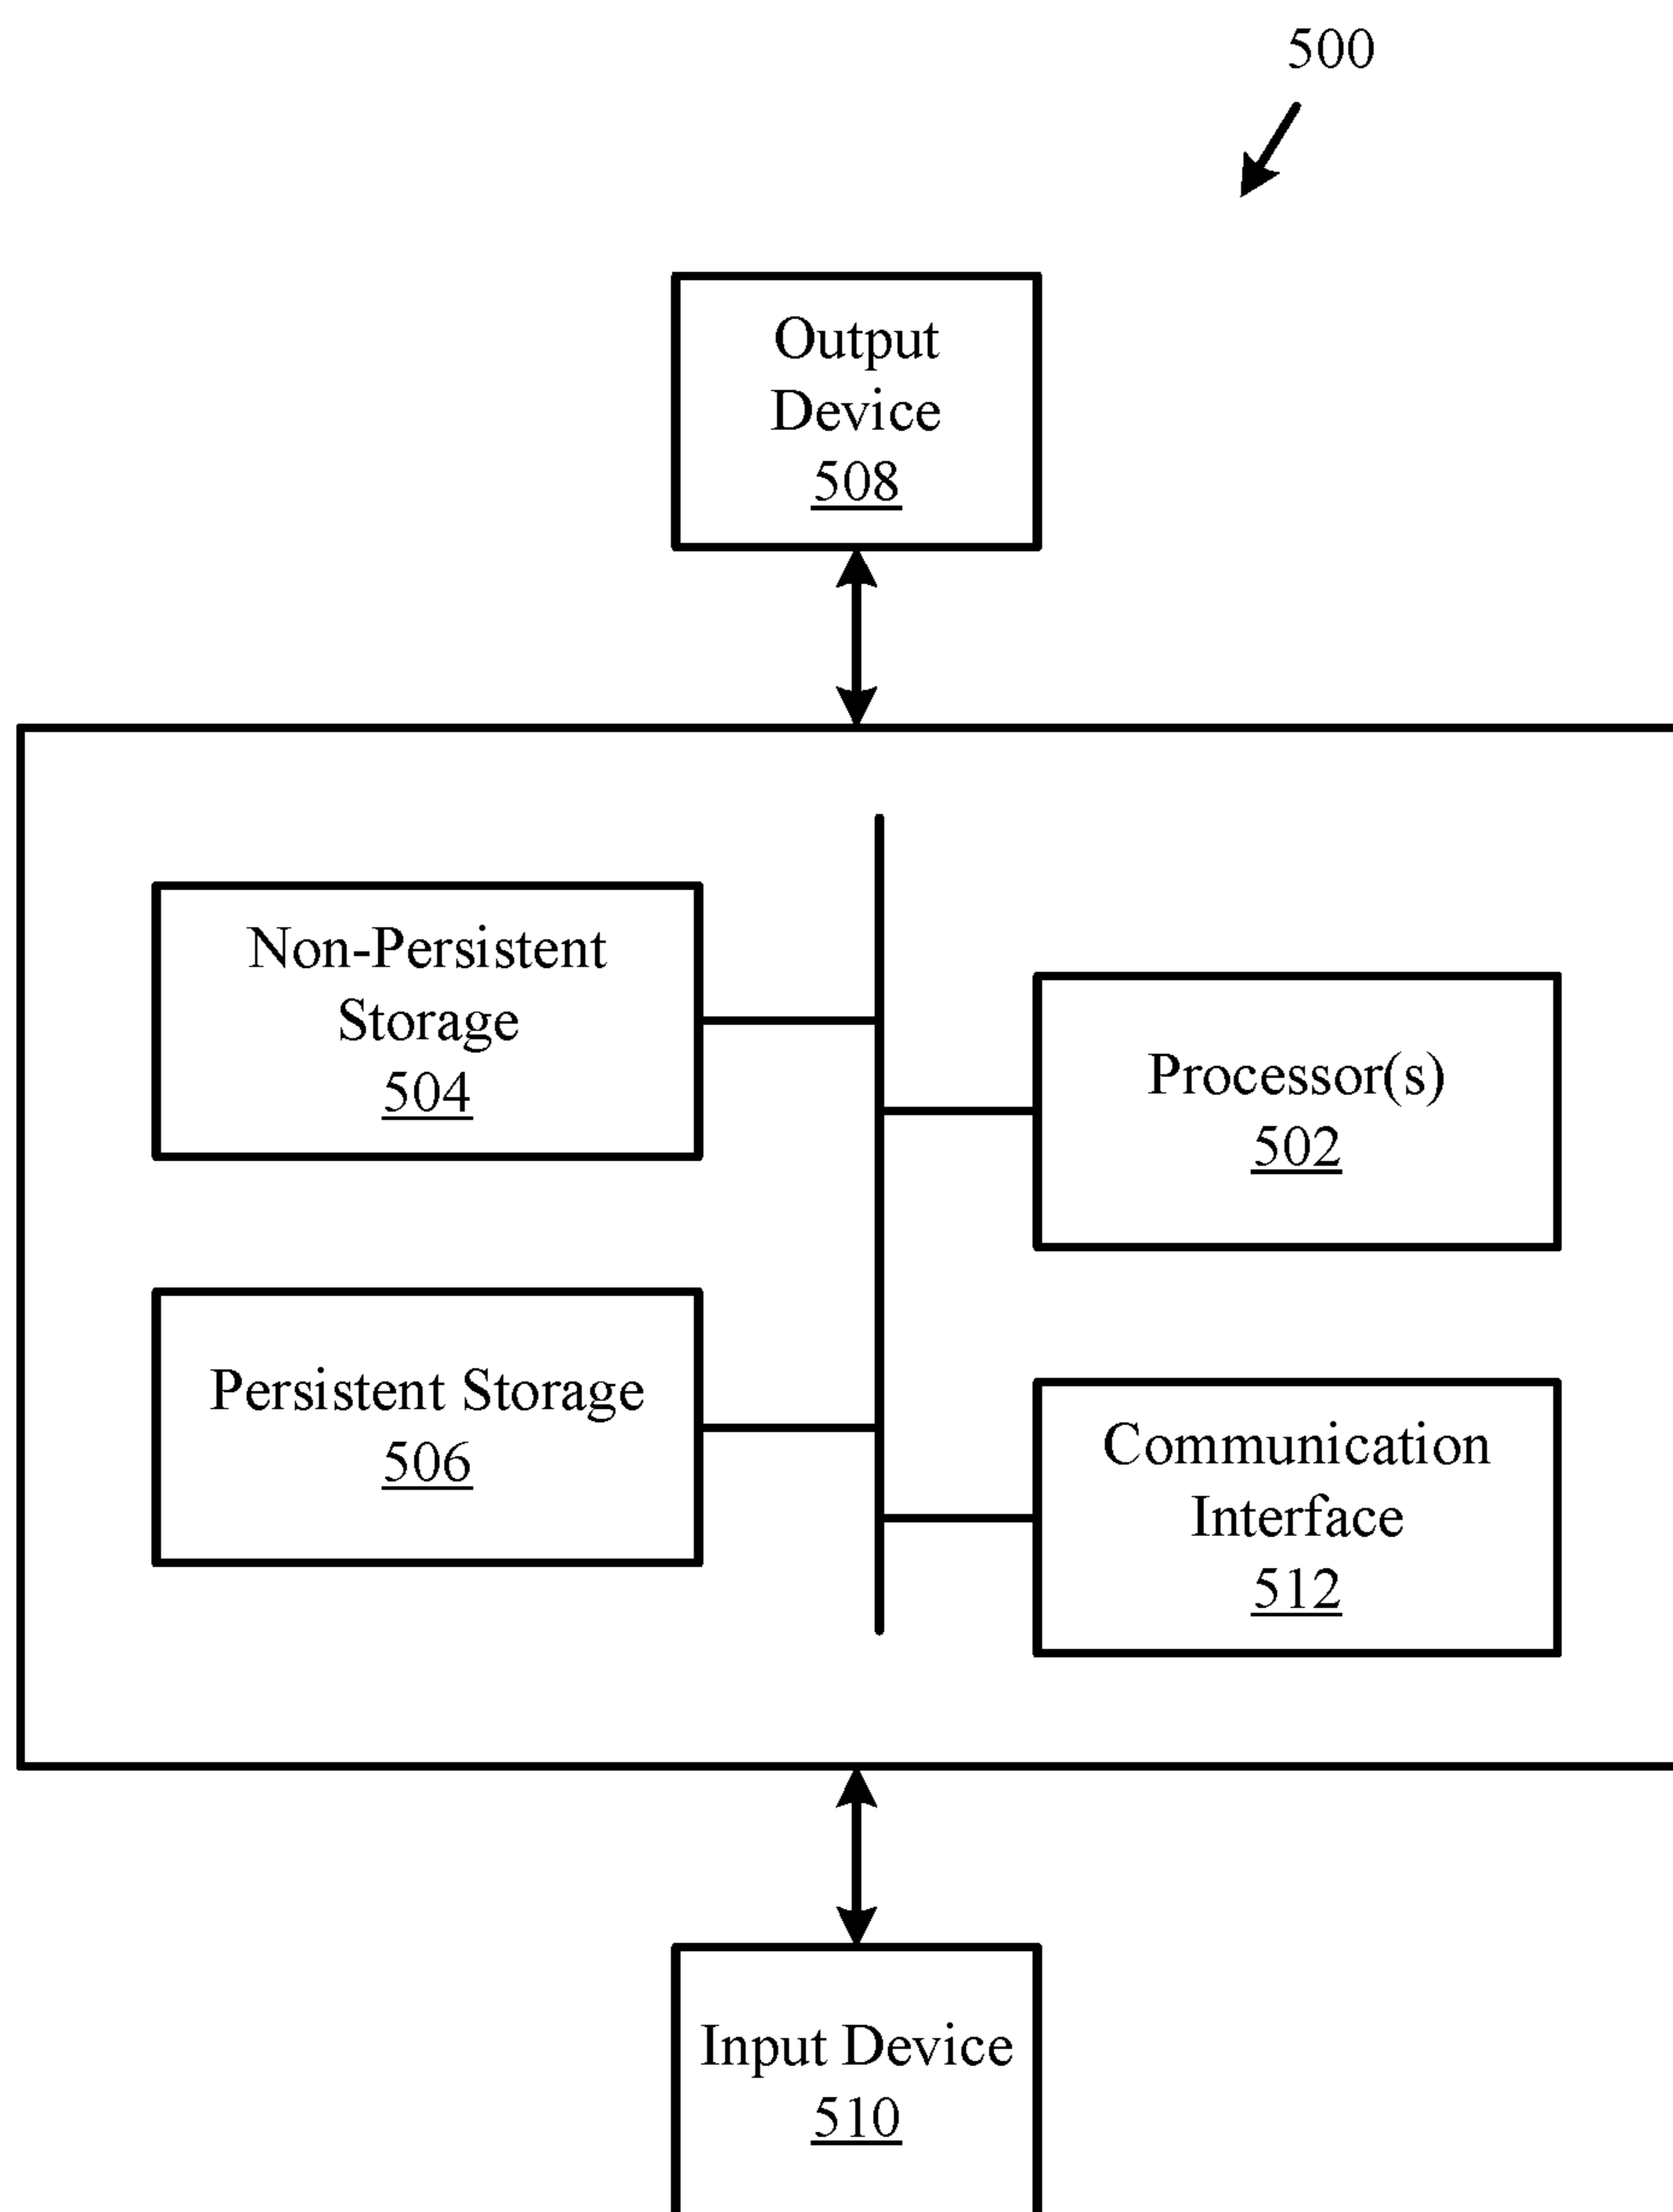 500
Output
Device
508
Non-Persistent
Storage
504
Processor(s)
502
Persistent Storage
506
Communication
Interface
512
Input Device
510